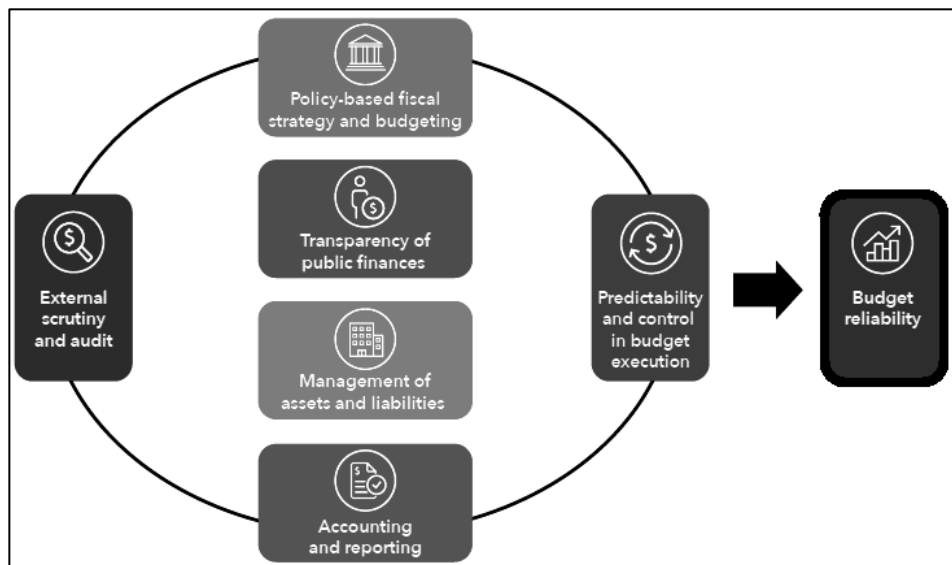 Policy-based fiscal
strategy and budgeting
$
Transparency of
public finances
$
External
scrutiny
and audit
$
Predictability
and control
in budget
execution
Budget
reliability
Management of
assets and liabilities
$
Accounting
and reporting